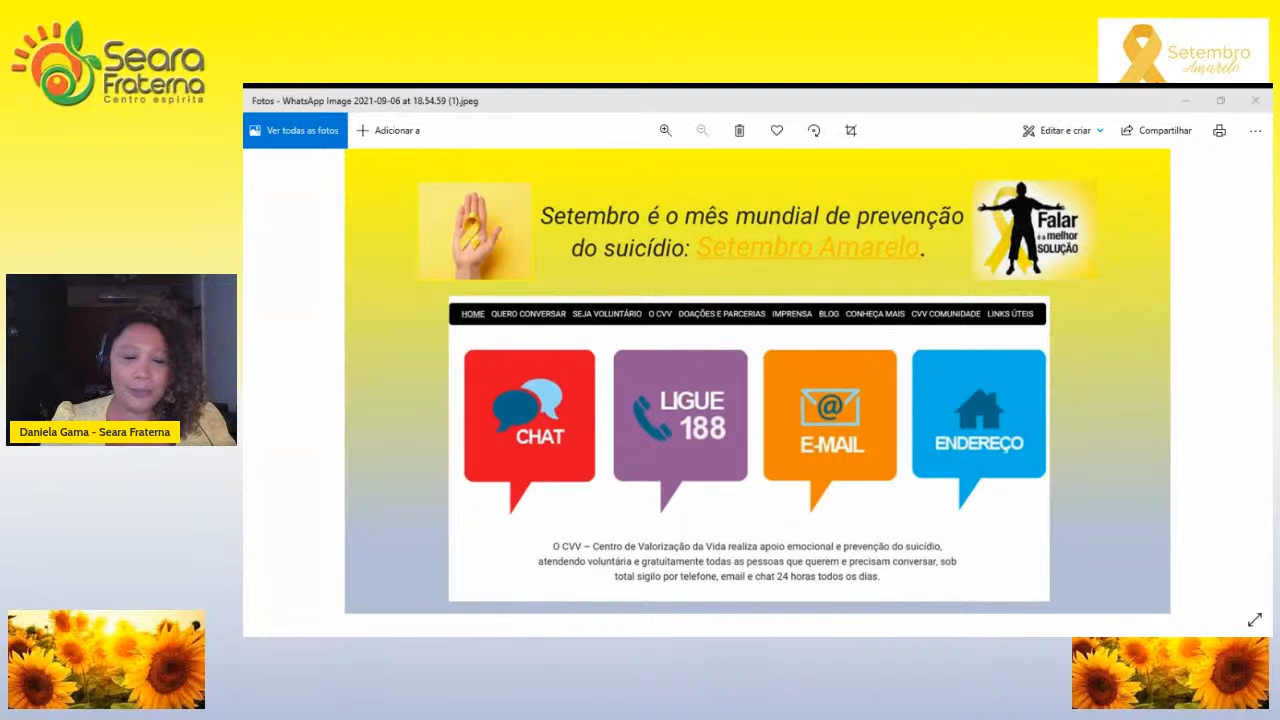 Seara
Fraterna
Centro espírita
Setembro
Amarelo
Fotos - WhatsApp Image 2021-09-06 at 18.54.59 (1).jpeg
Ver todas as fotos
Adicionar a
Editar e criar
Compartilhar
Setembro é o mês mundial de prevenção
do suicídio: Setembro Amarelo.
Falar
é a melhor
SOLUÇÃO
HOME QUERO CONVERSAR SEJA VOLUNTÁRIO O CVV DOAÇÕES E PARCERIAS IMPRENSA BLOG CONHEÇA MAIS CVV COMUNIDADE LINKS ÚTEIS
CHAT
LIGUE
188
@
E-MAIL
ENDEREÇO
O CVV – Centro de Valorização da Vida realiza apoio emocional e prevenção do suicídio,
atendendo voluntária e gratuitamente todas as pessoas que querem e precisam conversar, sob
total sigilo por telefone, email e chat 24 horas todos os dias.
Daniela Gama - Seara Fraterna